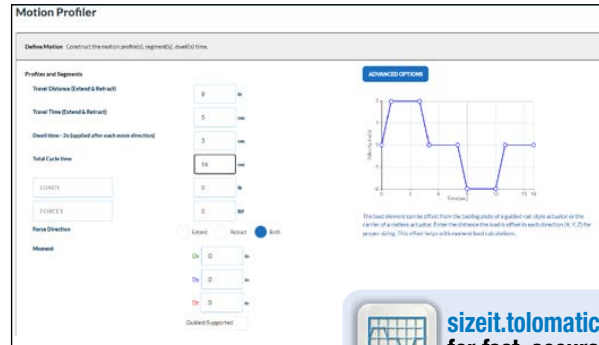 Motion Profiler
Define Motion Construct the motion profile(s), segment(s), dwell(s) time.
Profiles and Segments
ADVANCED OPTIONS
Travel Distance (Extend & Retract)
8
in
Travel Time (Extend & Retract)
5
sec
Dwell time - 2x (applied after each move direction)
3
sec
Total Cycle time
16
sec
LOAD 1
0
lb
FORCE 1
0
lbf
Force Direction
Extend
Retract
Both
Moment
Dx
0
in
Dy
0
in
Dz
0
in
Guided/Supported
Time(sec)
The load element can be offset from the tooling plate of a guided rod-style actuator or the
carrier of a rodless actuator. Enter the distance the load is offset in each direction (X, Y, Z) for
proper sizing. This offset helps with moment load calculations.
sizeit.tolomatic